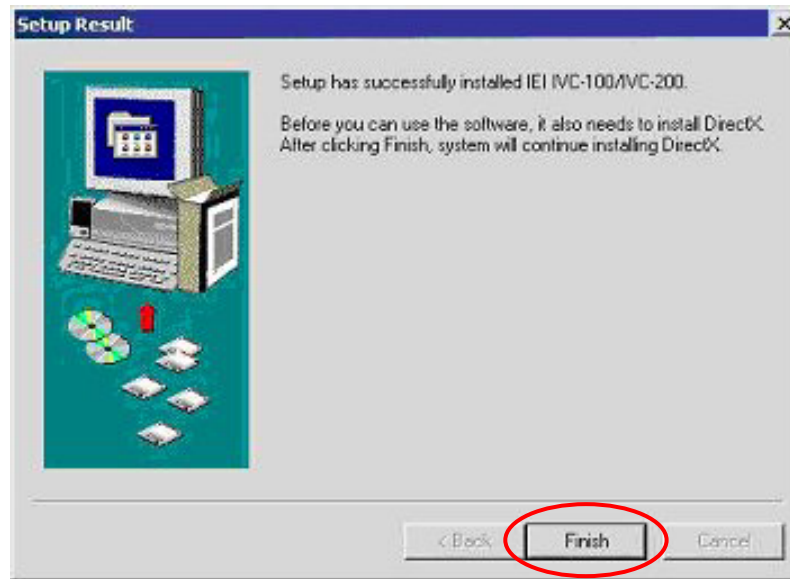 Setup Result
Setup has successfully installed IEI IVC-100/IVC-200.
Before you can use the software, it also needs to install DirectX.
After clicking Finish, system will continue installing DirectX.
< Back
Finish
Cancel